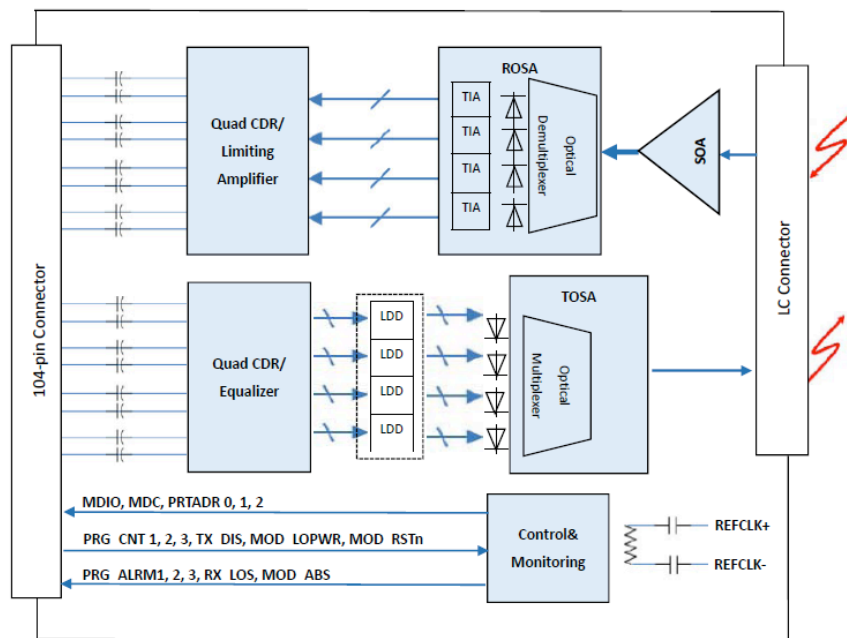 ROSA
TIA
TIA
TIA
TIA
Optical
Demultiplexer
SOA
Quad CDR/
Limiting
Amplifier
104-pin Connector
LC Connector
TOSA
Quad CDR/
Equalizer
LDD
LDD
LDD
LDD
Optical
Multiplexer
MDIO, MDC, PRTADR 0, 1, 2
PRG CNT 1, 2, 3, TX DIS, MOD LOPWR, MOD RSTn
PRG ALRM1, 2, 3, RX LOS, MOD ABS
Control&
Monitoring
REFCLK+
REFCLK-